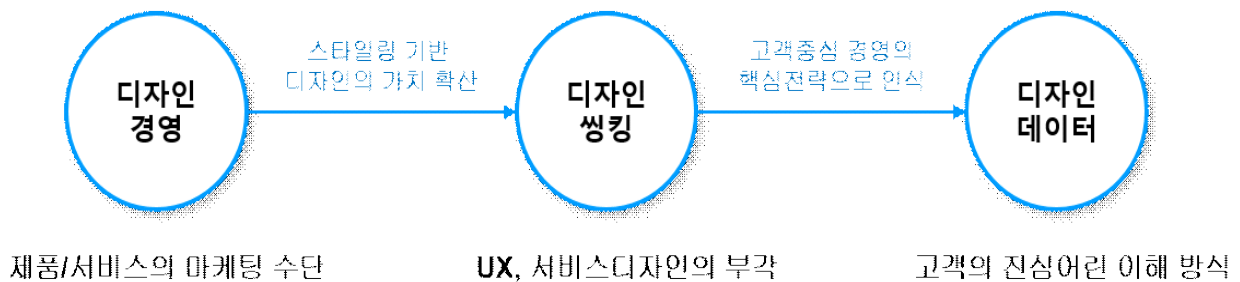 디자인
경영
스타일링 기반
디자인의 가치 확산
디자인
씽킹
고객중심 경영의
핵심전략으로 인식
디자인
데이터
제품/서비스의 마케팅 수단
UX, 서비스디자인의 부각
고객의 진심어린 이해 방식